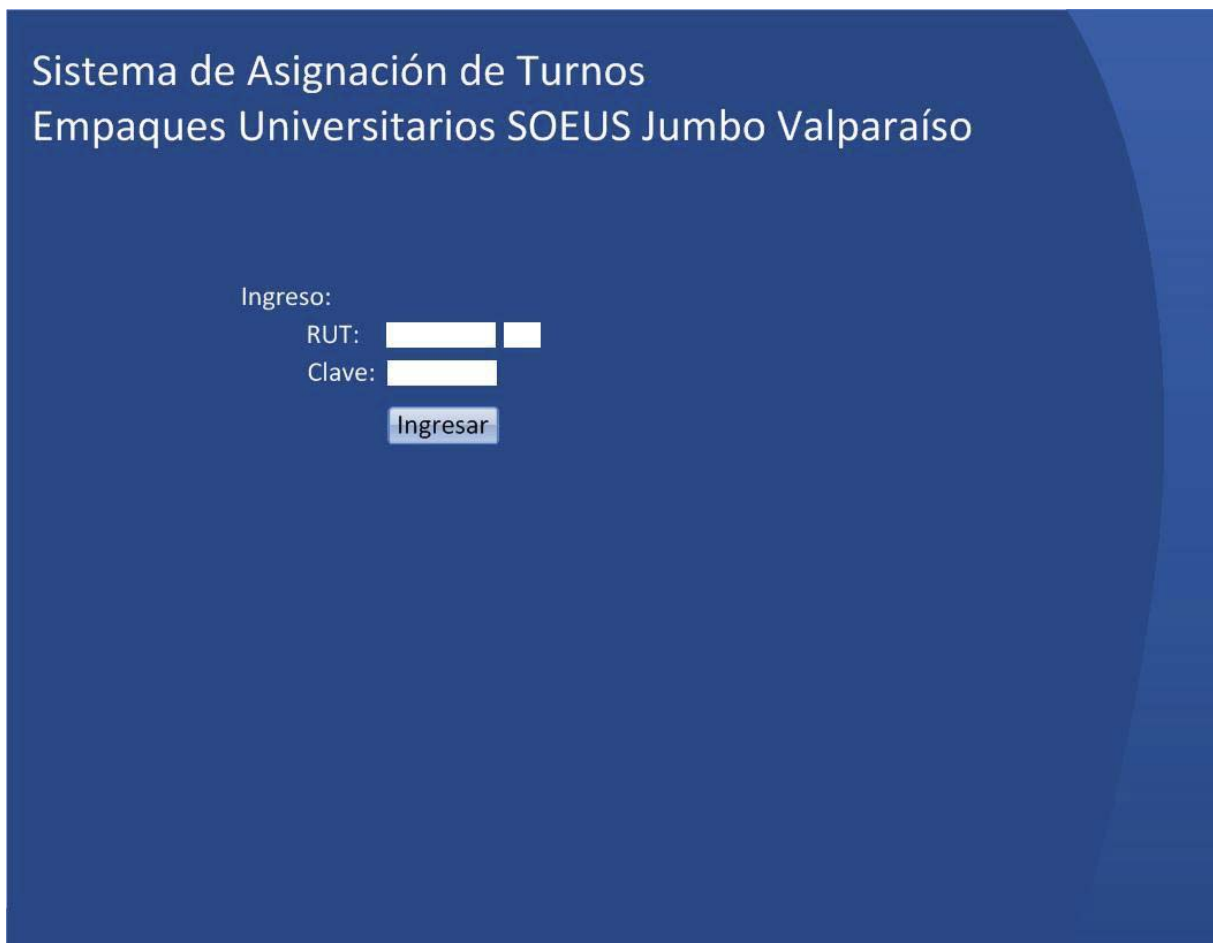 Sistema de Asignación de Turnos
Empaques Universitarios SOEUS Jumbo Valparaíso
Ingreso:
RUT:
Clave:
Ingresar